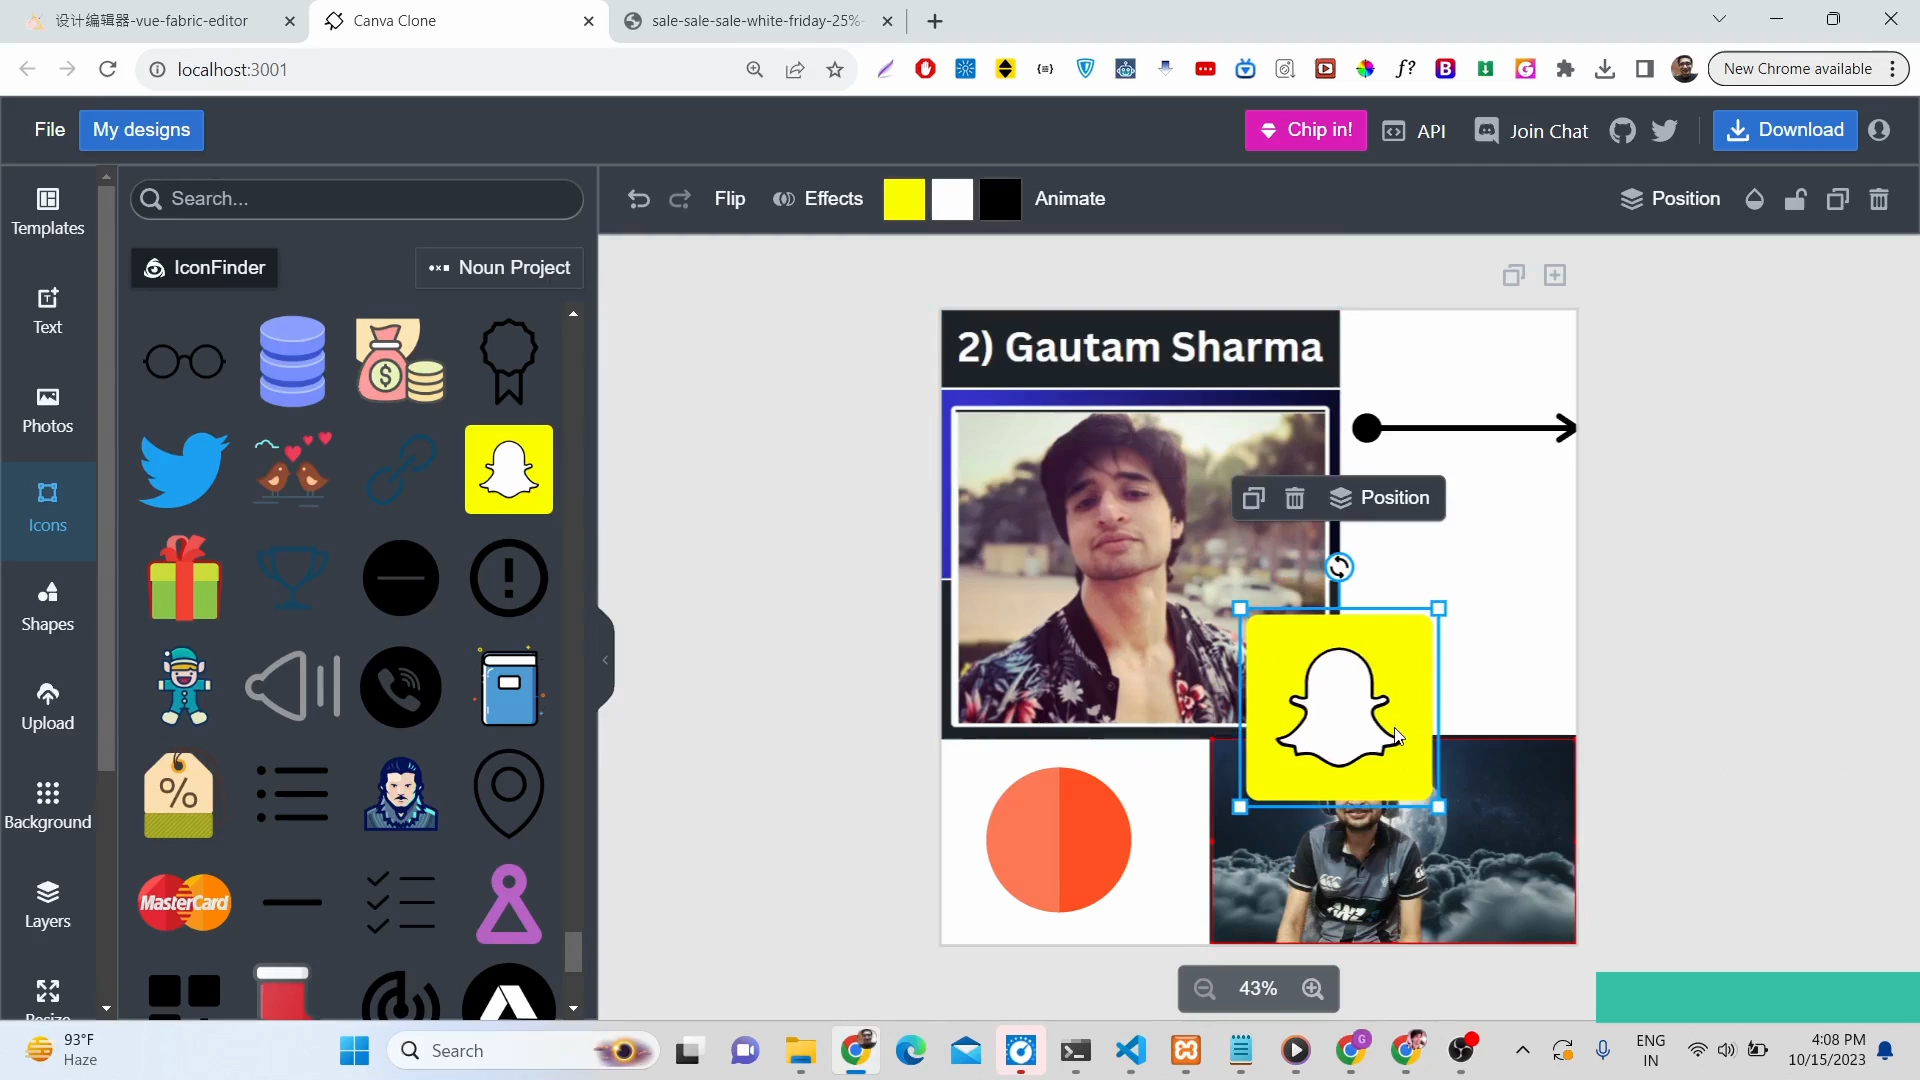 设计编辑器-vue-fabric-editor
Canva Clone
sale-sale-sale-white-friday-25%-
localhost:3001
New Chrome available
File
My designs
Chip in!
API
Join Chat
Download
Templates
Search...
Flip
Effects
Animate
Position
IconFinder
Noun Project
Text
2) Gautam Sharma
Photos
Position
Icons
Shapes
Upload
%
Background
MasterCard
Layers
43%
Resize
93°F
Haze
Search
ENG
IN
4:08 PM
10/15/2023